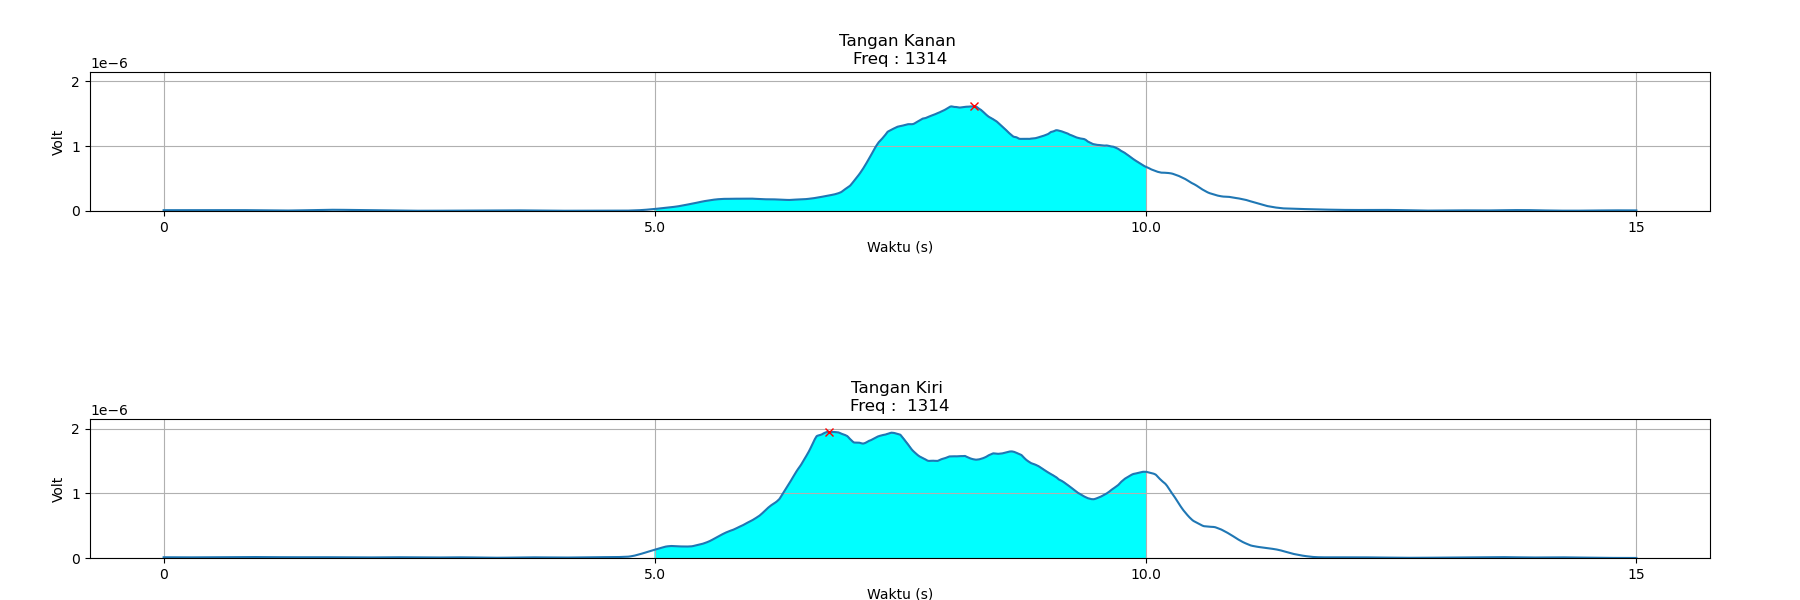 Tangan Kanan
Freq : 1314
1e−6
2
1
0
Volt
0 5.0 10.0 15
Waktu (s)
Tangan Kiri
Freq :  1314
1e−6
2
1
0
Volt
0 5.0 10.0 15
Waktu (s)